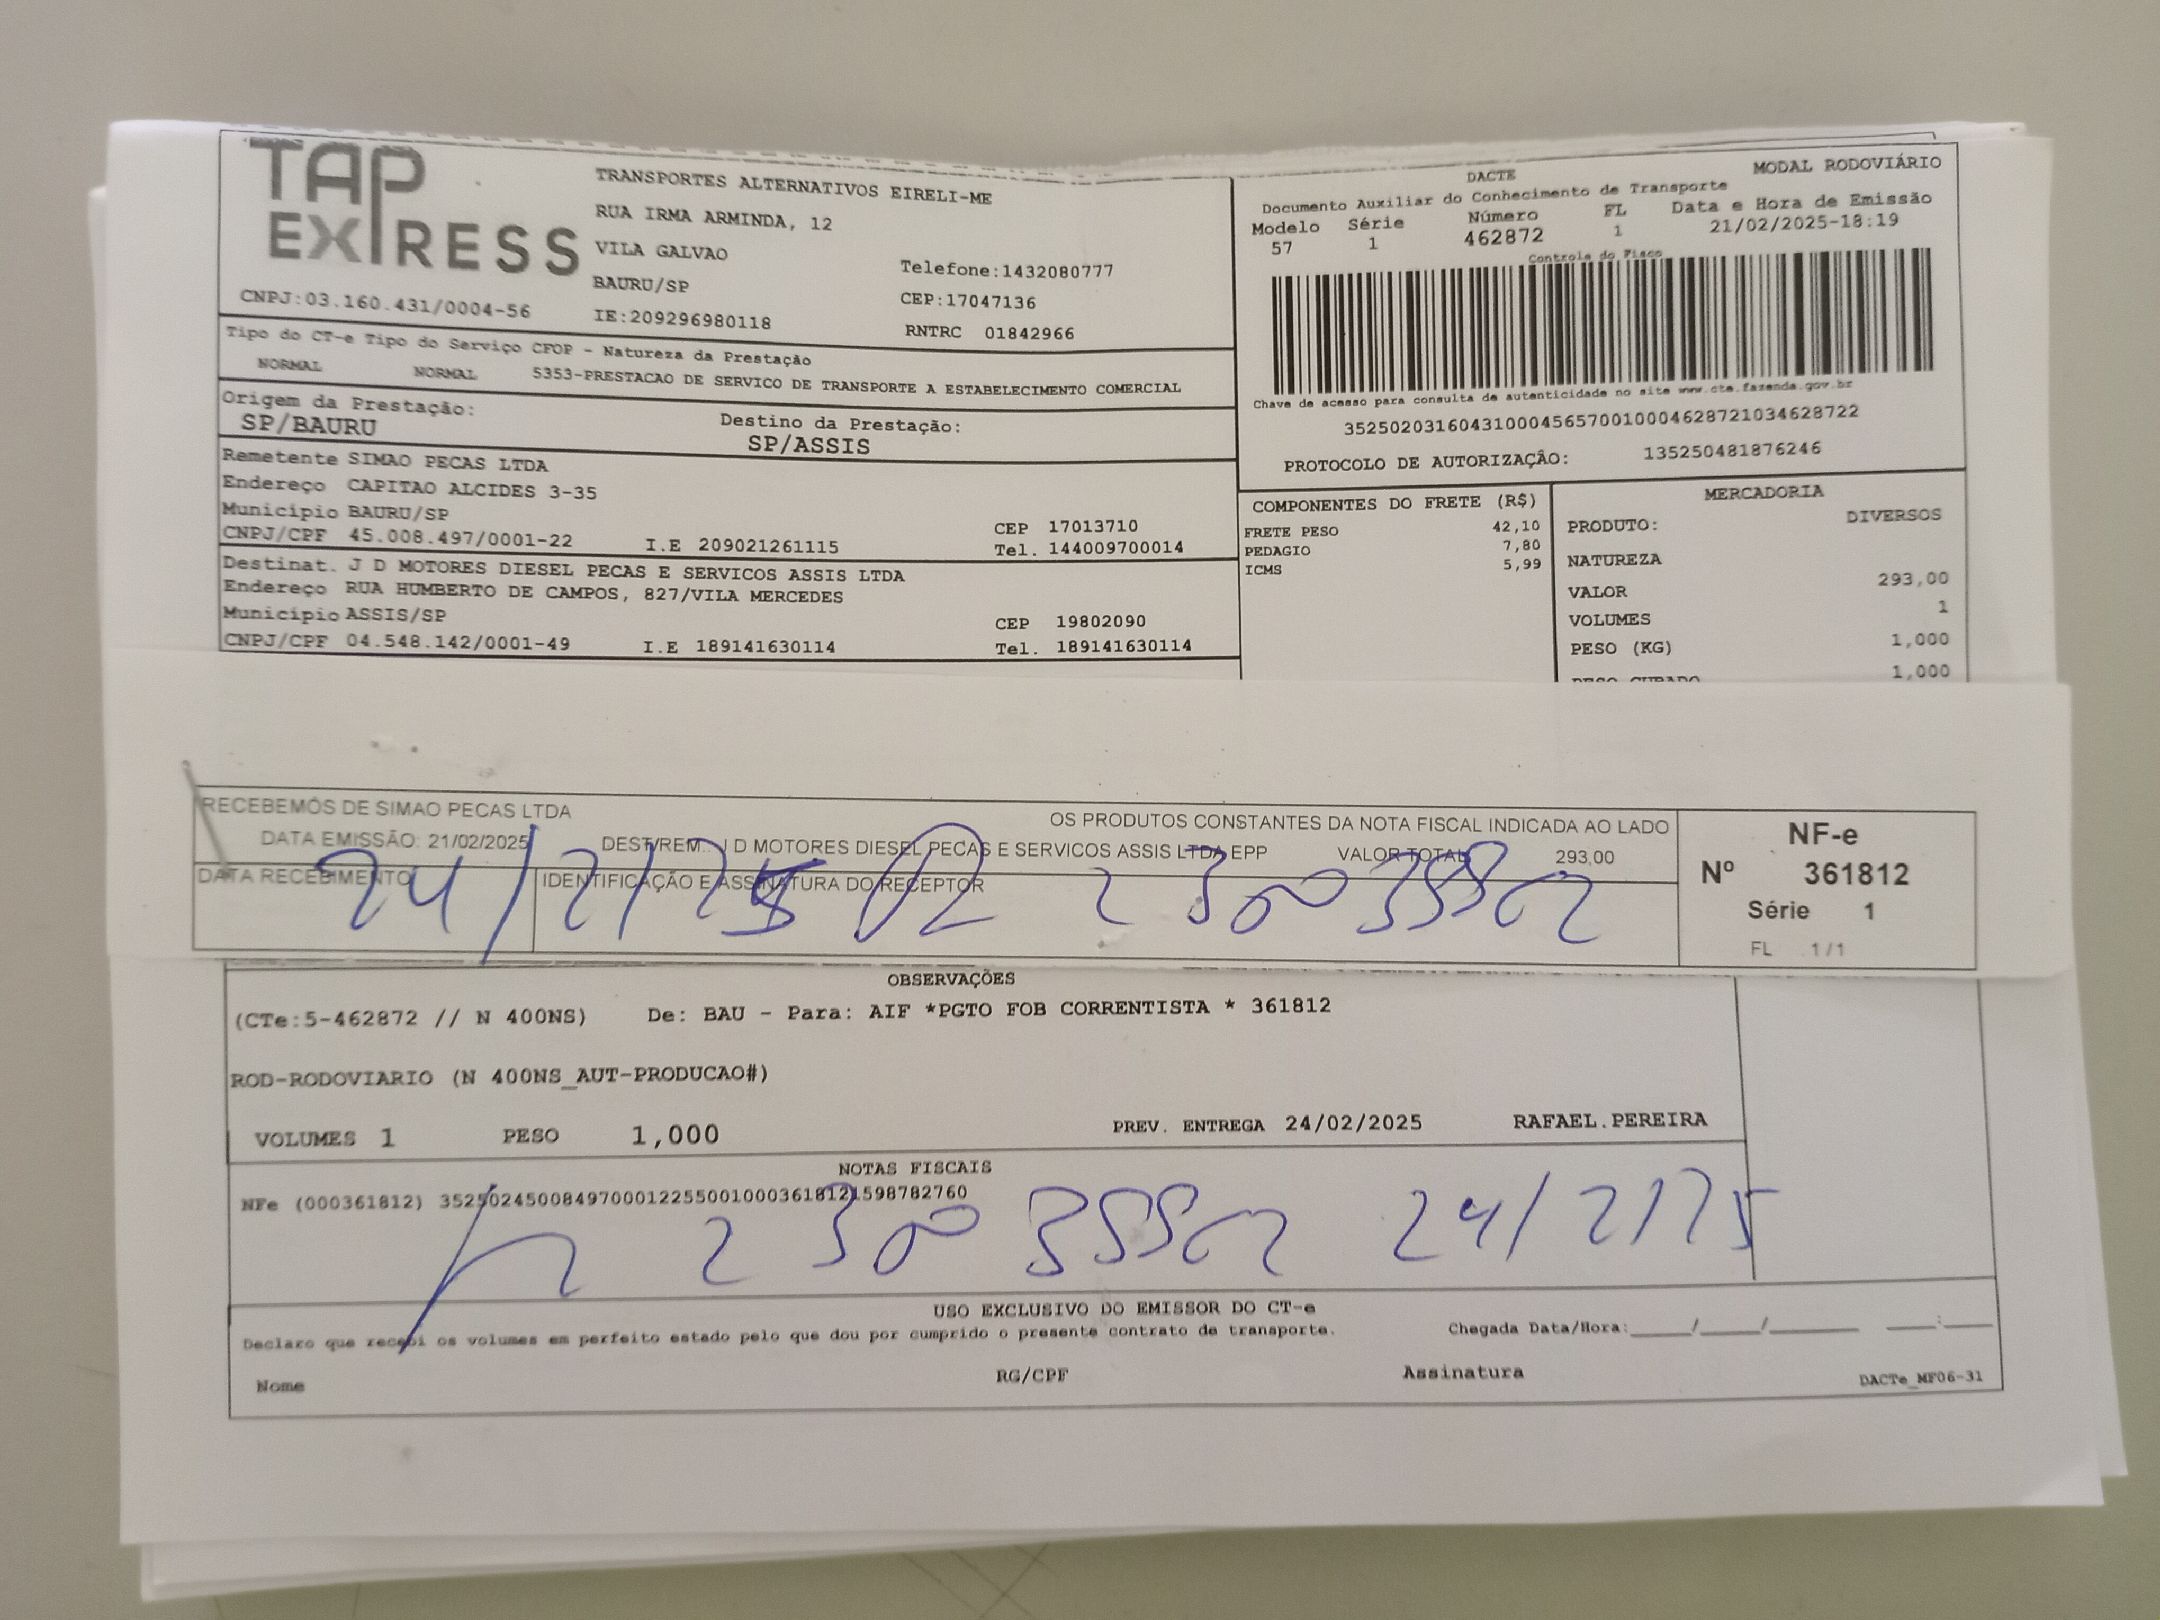 TAP
EXPRESS
CNPJ:03.160.431/0004-56
TRANSPORTES ALTERNATIVOS EIRELI-ME
RUA IRMA ARMINDA, 12
VILA GALVAO
BAURU/SP
IE:209296980118
Telefone:1432080777
CEP:17047136
RNTRC 01842966
DACTE
MODAL RODOVIÁRIO
Documento Auxiliar do Conhecimento de Transporte
Modelo Série Número FL Data e Hora de Emissão
57 1 462872 1 21/02/2025-18:19
Controle do Fisco
Chave de acesso para consulta de autenticidade no site www.cte.fazenda.gov.br
35250203160431000456570010004628721034628722
PROTOCOLO DE AUTORIZAÇÃO: 135250481876246
Tipo do CT-e Tipo do Serviço CFOP - Natureza da Prestação
NORMAL NORMAL 5353-PRESTACAO DE SERVICO DE TRANSPORTE A ESTABELECIMENTO COMERCIAL
Origem da Prestação: Destino da Prestação:
SP/BAURU SP/ASSIS
Remetente SIMAO PECAS LTDA
Endereço CAPITAO ALCIDES 3-35
Município BAURU/SP CEP 17013710
CNPJ/CPF 45.008.497/0001-22 I.E 209021261115 Tel. 144009700014
Destinat. J D MOTORES DIESEL PECAS E SERVICOS ASSIS LTDA
Endereço RUA HUMBERTO DE CAMPOS, 827/VILA MERCEDES
Município ASSIS/SP CEP 19802090
CNPJ/CPF 04.548.142/0001-49 I.E 189141630114 Tel. 189141630114
COMPONENTES DO FRETE (R$)
FRETE PESO 42,10
PEDAGIO 7,80
ICMS 5,99
MERCADORIA
PRODUTO: DIVERSOS
NATUREZA
VALOR 293,00
VOLUMES 1
PESO (KG) 1,000
PESO CUBADO 1,000
RECEBEMOS DE SIMAO PECAS LTDA OS PRODUTOS CONSTANTES DA NOTA FISCAL INDICADA AO LADO
DATA EMISSÃO: 21/02/2025 DEST/REM.: J D MOTORES DIESEL PECAS E SERVICOS ASSIS LTDA EPP VALOR TOTAL 293,00
DATA RECEBIMENTO IDENTIFICAÇÃO E ASSINATURA DO RECEPTOR
24/2/25
NF-e
Nº 361812
Série 1
FL 1/1
OBSERVAÇÕES
(CTe:5-462872 // N 400NS) De: BAU - Para: AIF *PGTO FOB CORRENTISTA * 361812
ROD-RODOVIARIO (N 400NS_AUT-PRODUCAO#)
VOLUMES 1 PESO 1,000 PREV. ENTREGA 24/02/2025 RAFAEL.PEREIRA
NOTAS FISCAIS
NFe (000361812) 35250245008497000122550010003618121598782760
24/2/25
USO EXCLUSIVO DO EMISSOR DO CT-e
Declaro que recebi os volumes em perfeito estado pelo que dou por cumprido o presente contrato de transporte.
Chegada Data/Hora:____/____/______ ____:____
Nome RG/CPF Assinatura DACTe_MF06-31